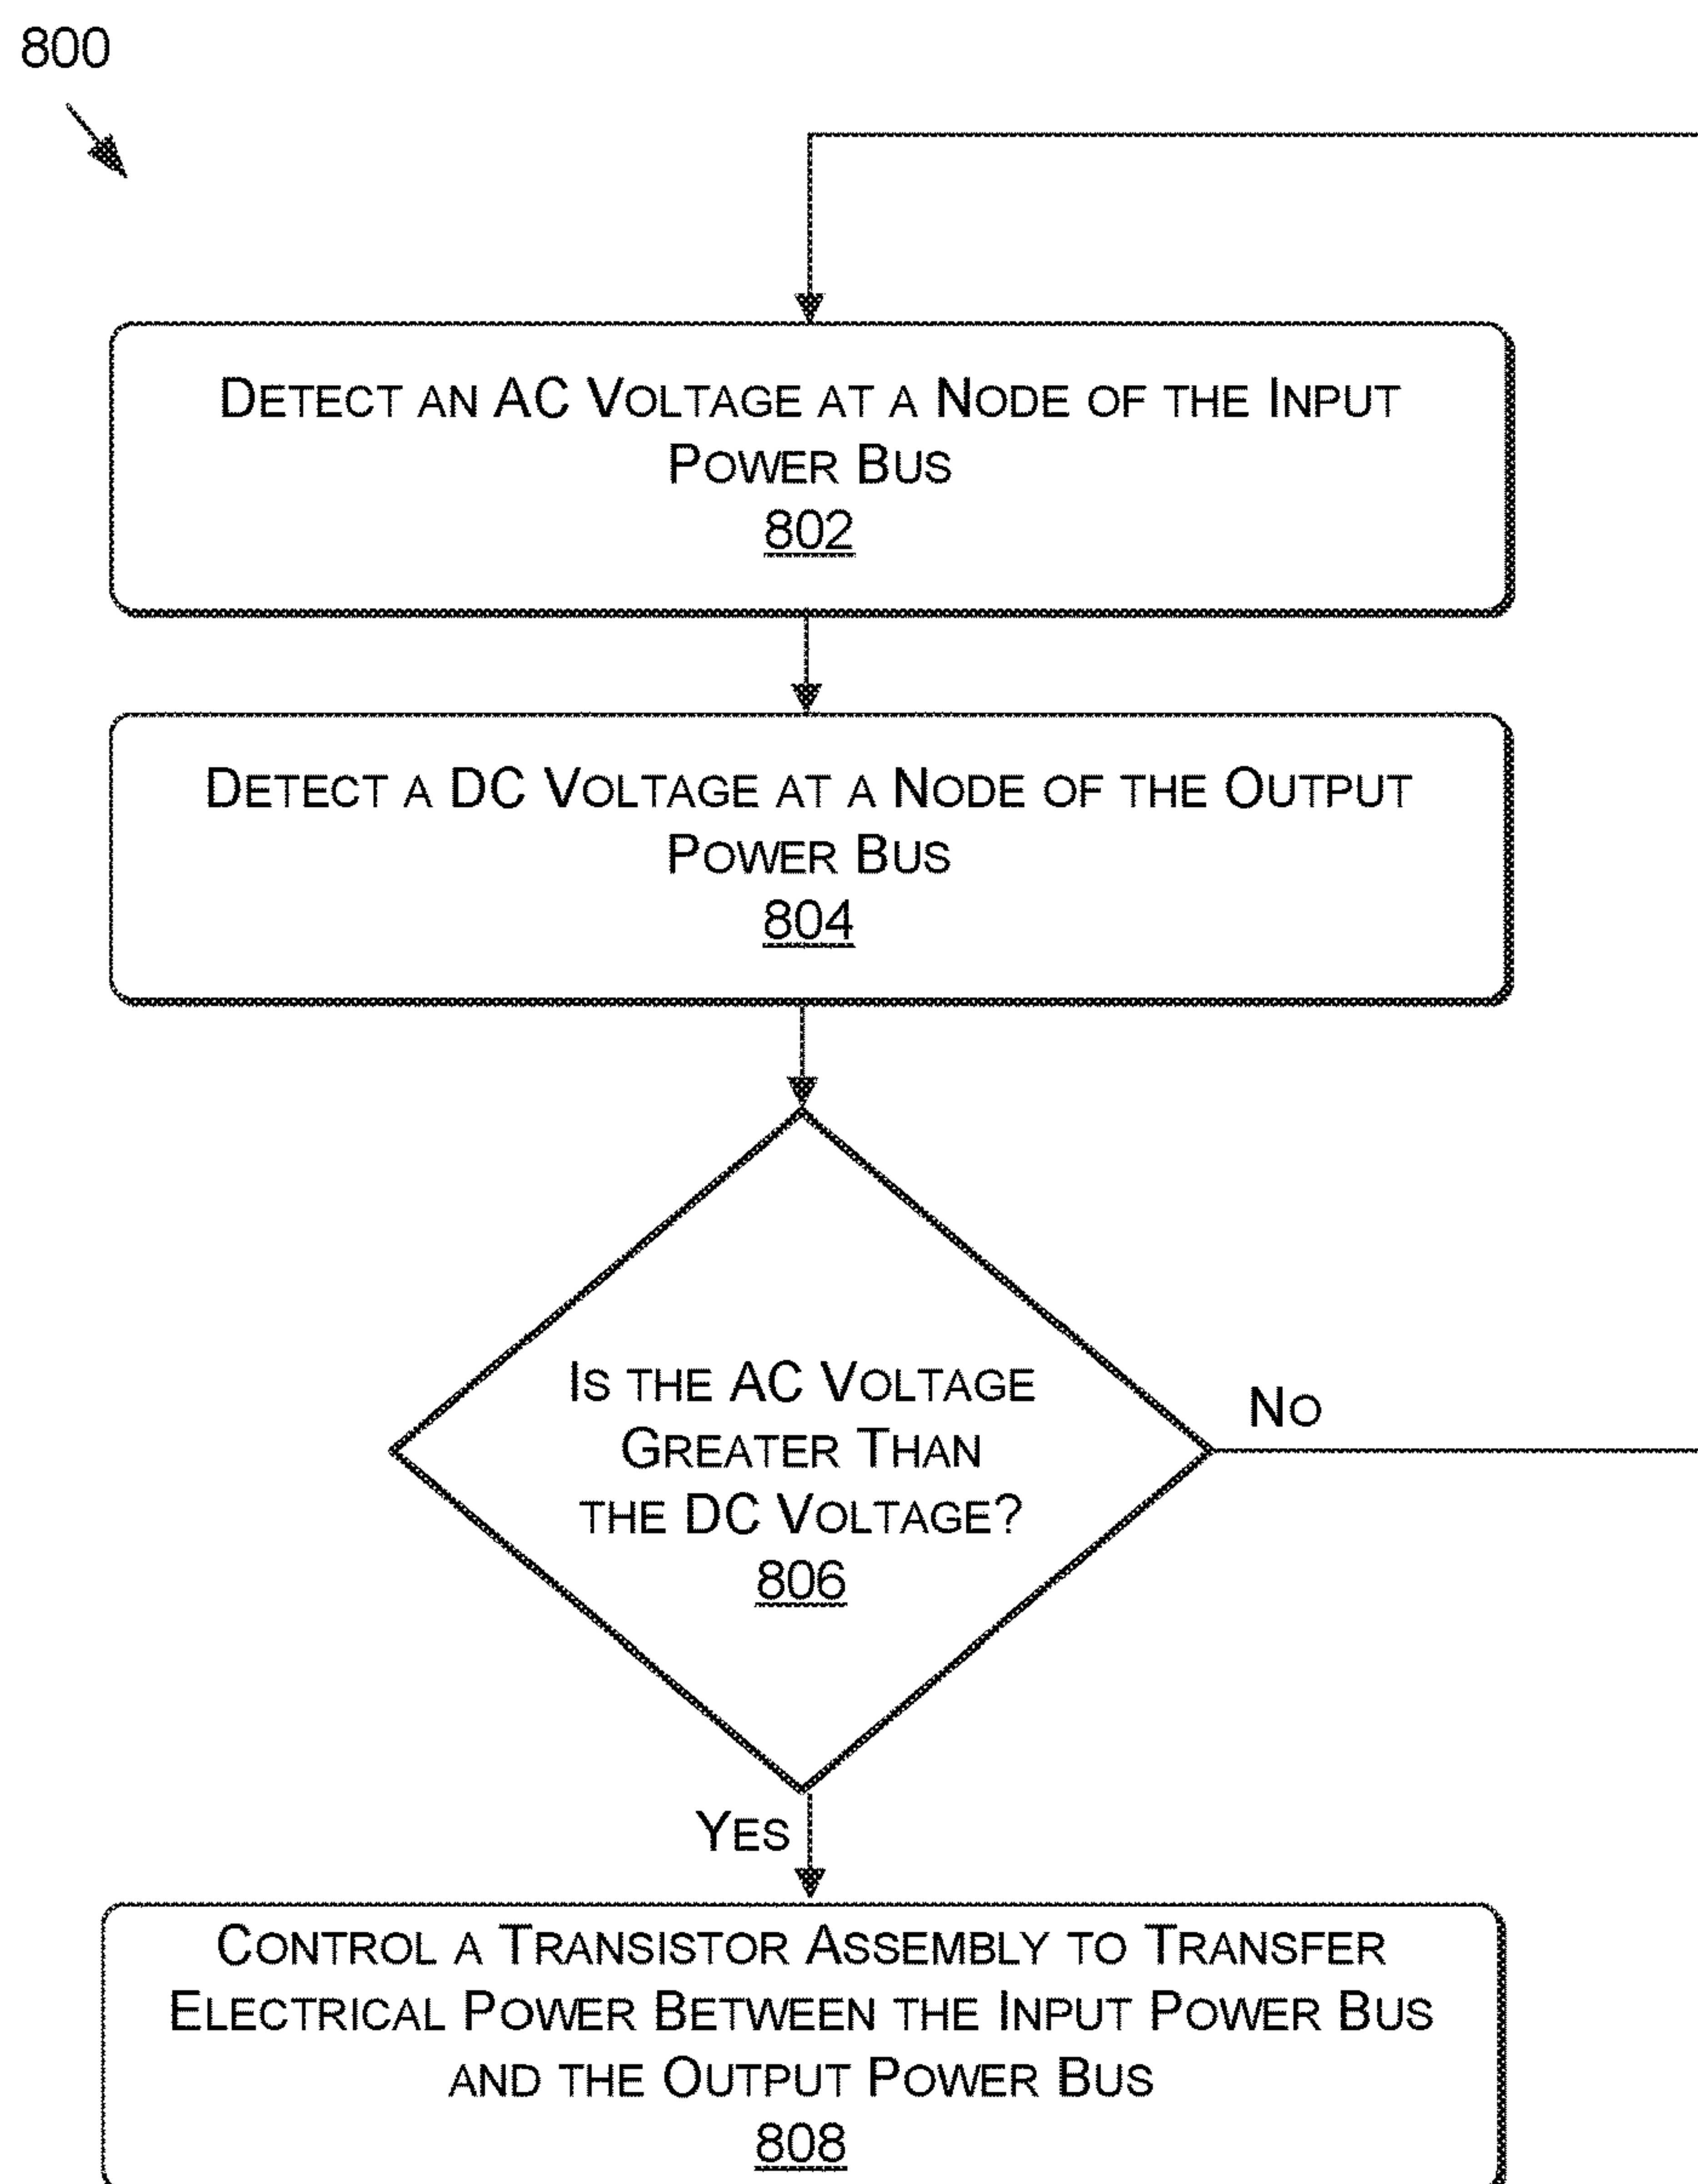 800
Detect an AC Voltage at a Node of the Input
Power Bus
802
Detect a DC Voltage at a Node of the Output
Power Bus
804
Is the AC Voltage
Greater Than
the DC Voltage?
806
No
Yes
Control a Transistor Assembly to Transfer
Electrical Power Between the Input Power Bus
and the Output Power Bus
808